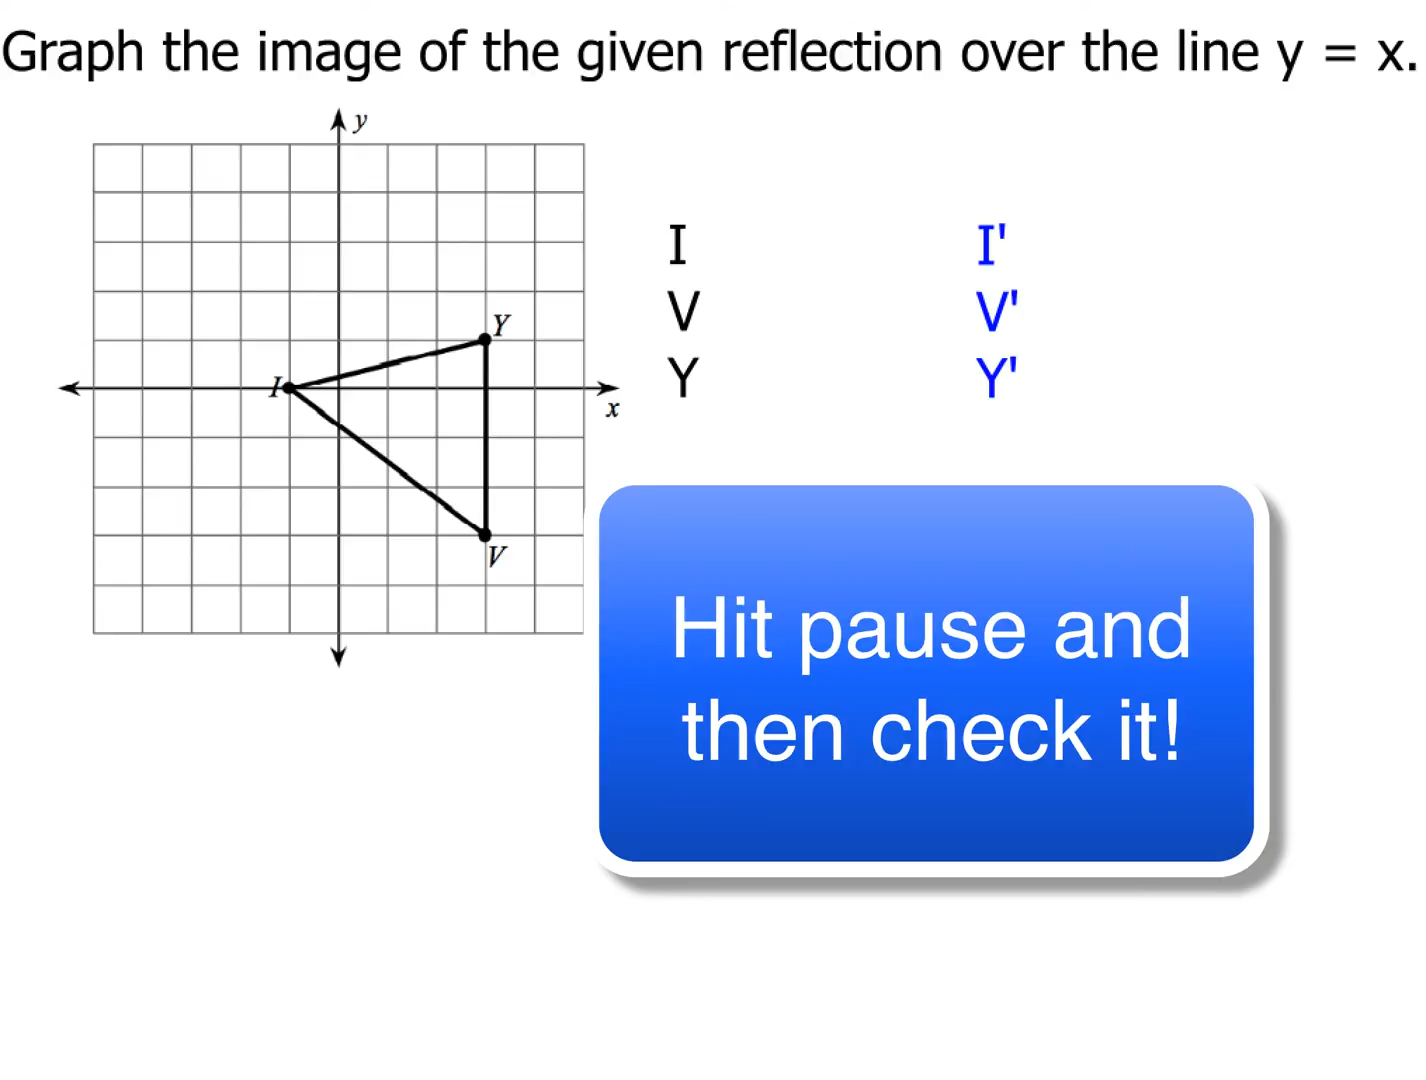 Graph the image of the given reflection over the line y = x.
y
Y
I
x
V
I I'
V V'
Y Y'
Hit pause and
then check it!